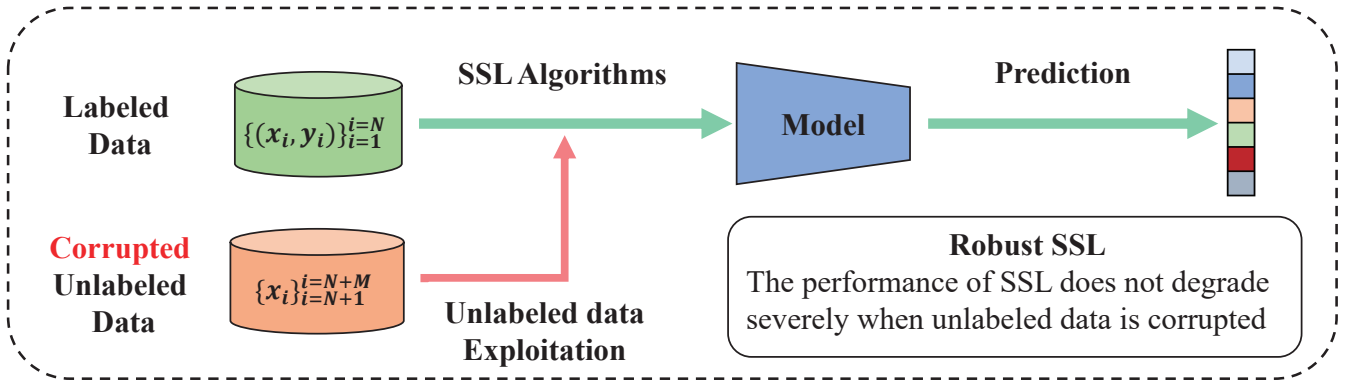 Labeled
Data
{(x_i, y_i)}_{i=1}^{i=N}
SSL Algorithms
Model
Prediction
Corrupted
Unlabeled
Data
{x_i}_{i=N+1}^{i=N+M}
Unlabeled data
Exploitation
Robust SSL
The performance of SSL does not degrade
severely when unlabeled data is corrupted